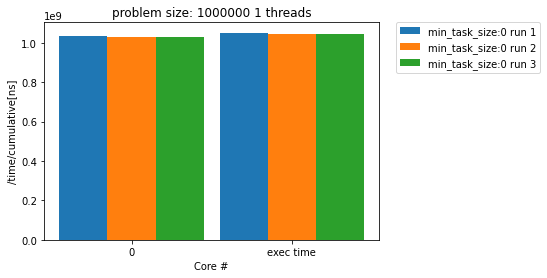 problem size: 1000000 1 threads
1e9
1.0
0.8
0.6
0.4
0.2
0.0
/time/cumulative[ns]
0
exec time
Core #
min_task_size:0 run 1
min_task_size:0 run 2
min_task_size:0 run 3